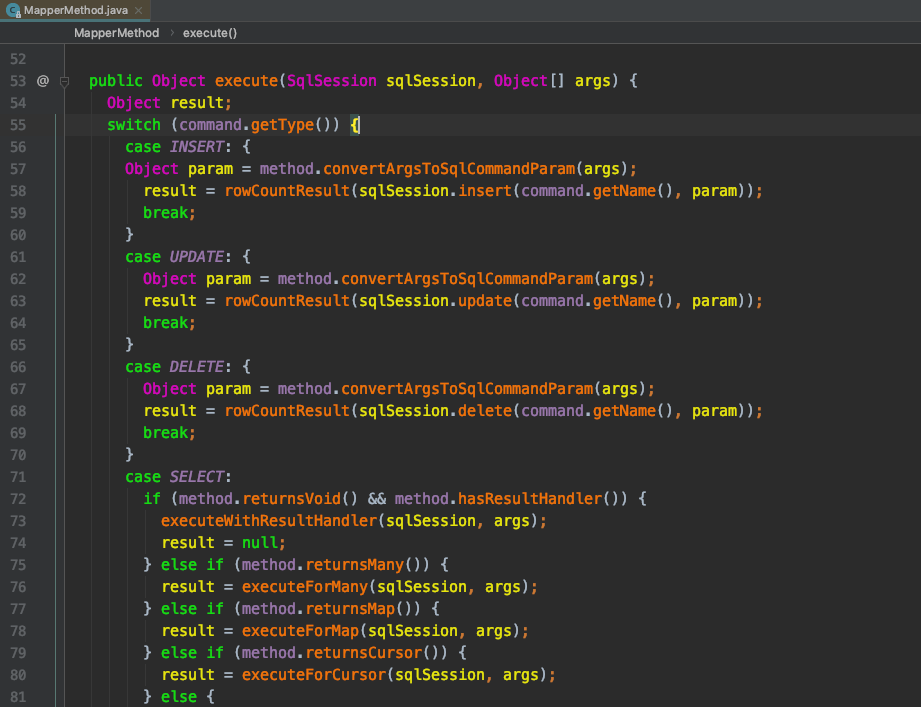 MapperMethod.java ×
MapperMethod › execute()
52
53 @ public Object execute(SqlSession sqlSession, Object[] args) {
54 Object result;
55 switch (command.getType()) {
56 case INSERT: {
57 Object param = method.convertArgsToSqlCommandParam(args);
58 result = rowCountResult(sqlSession.insert(command.getName(), param));
59 break;
60 }
61 case UPDATE: {
62 Object param = method.convertArgsToSqlCommandParam(args);
63 result = rowCountResult(sqlSession.update(command.getName(), param));
64 break;
65 }
66 case DELETE: {
67 Object param = method.convertArgsToSqlCommandParam(args);
68 result = rowCountResult(sqlSession.delete(command.getName(), param));
69 break;
70 }
71 case SELECT:
72 if (method.returnsVoid() && method.hasResultHandler()) {
73 executeWithResultHandler(sqlSession, args);
74 result = null;
75 } else if (method.returnsMany()) {
76 result = executeForMany(sqlSession, args);
77 } else if (method.returnsMap()) {
78 result = executeForMap(sqlSession, args);
79 } else if (method.returnsCursor()) {
80 result = executeForCursor(sqlSession, args);
81 } else {